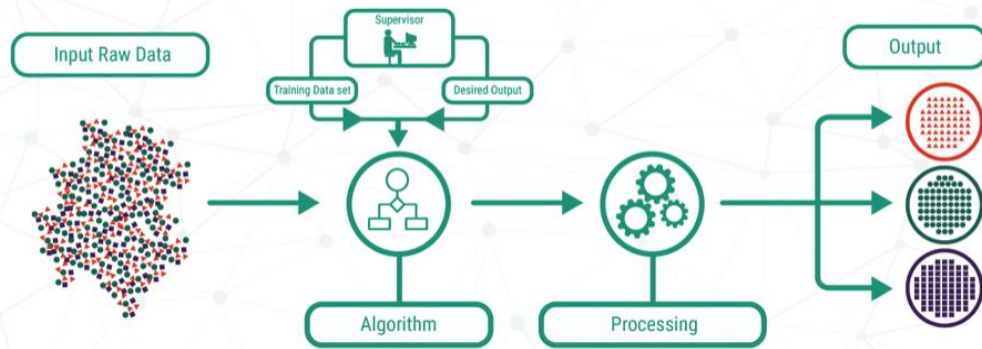 Input Raw Data
Supervisor
Training Data set
Desired Output
Algorithm
Processing
Output